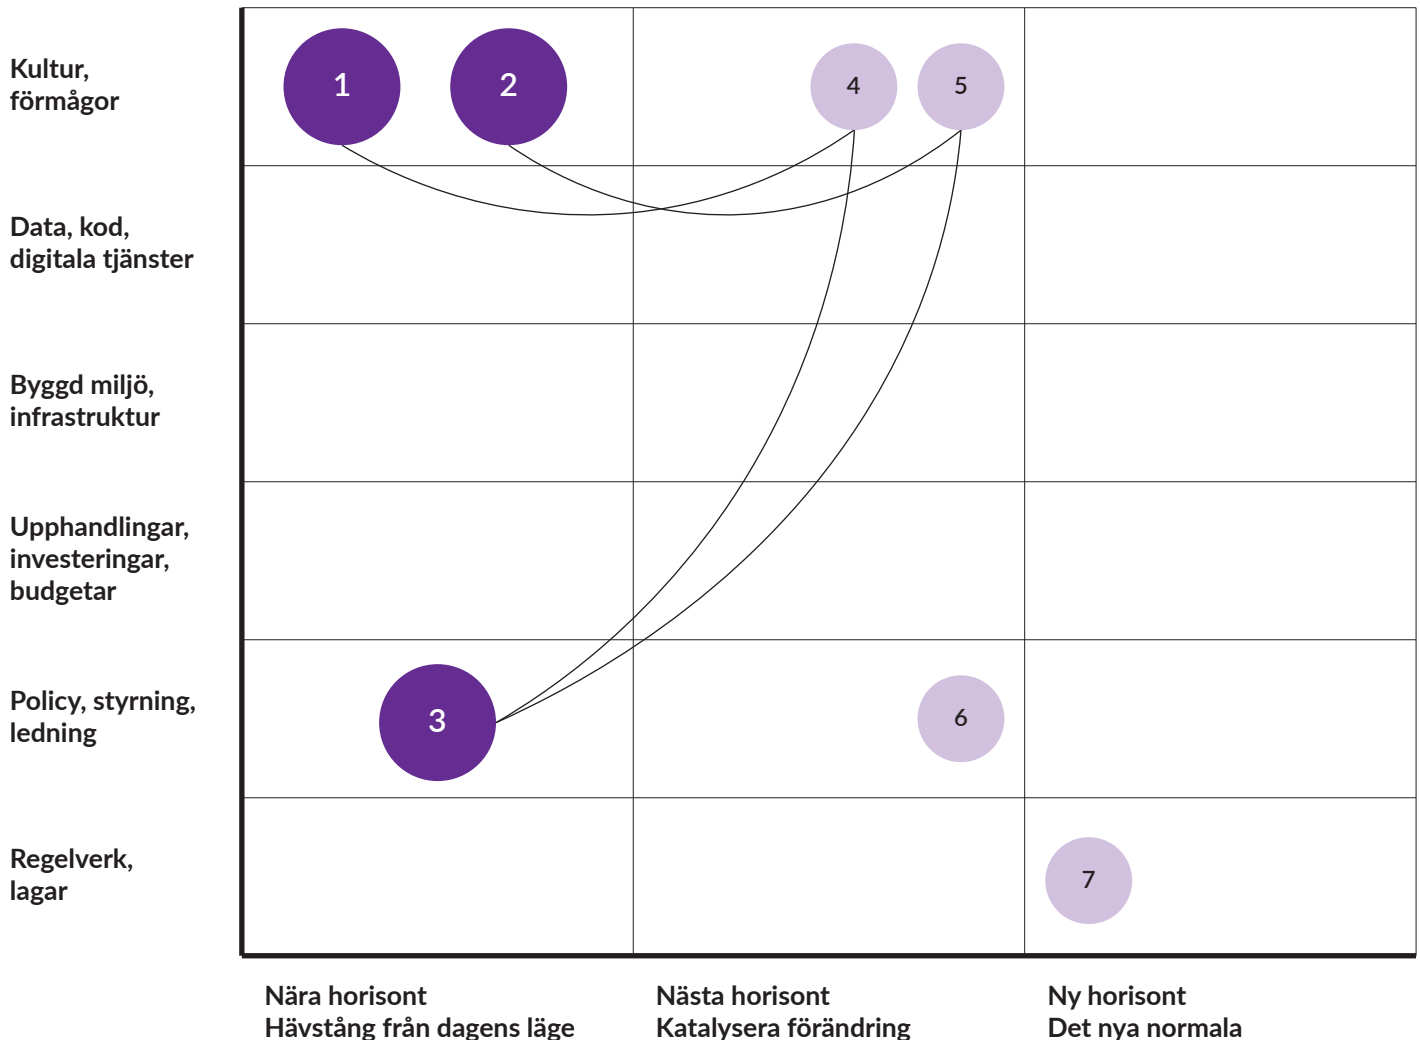 Kultur,
förmågor
1
2
4
5
Data, kod,
digitala tjänster
Byggd miljö,
infrastruktur
Upphandlingar,
investeringar,
budgetar
Policy, styrning,
ledning
3
6
Regelverk,
lagar
7
Nära horisont
Hävstång från dagens läge
Nästa horisont
Katalysera förändring
Ny horisont
Det nya normala